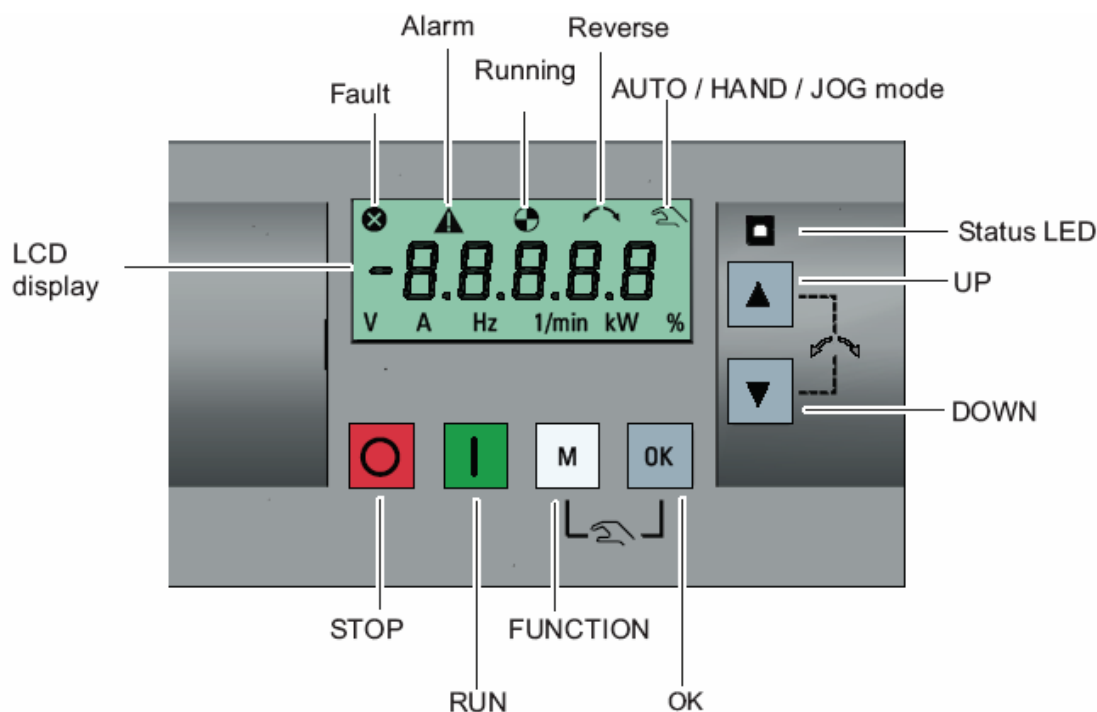 Alarm
Reverse
Running
AUTO / HAND / JOG mode
Fault
LCD
display
-8.8.8.8.8
V A Hz 1/min kW %
Status LED
UP
DOWN
M
OK
STOP
FUNCTION
RUN
OK